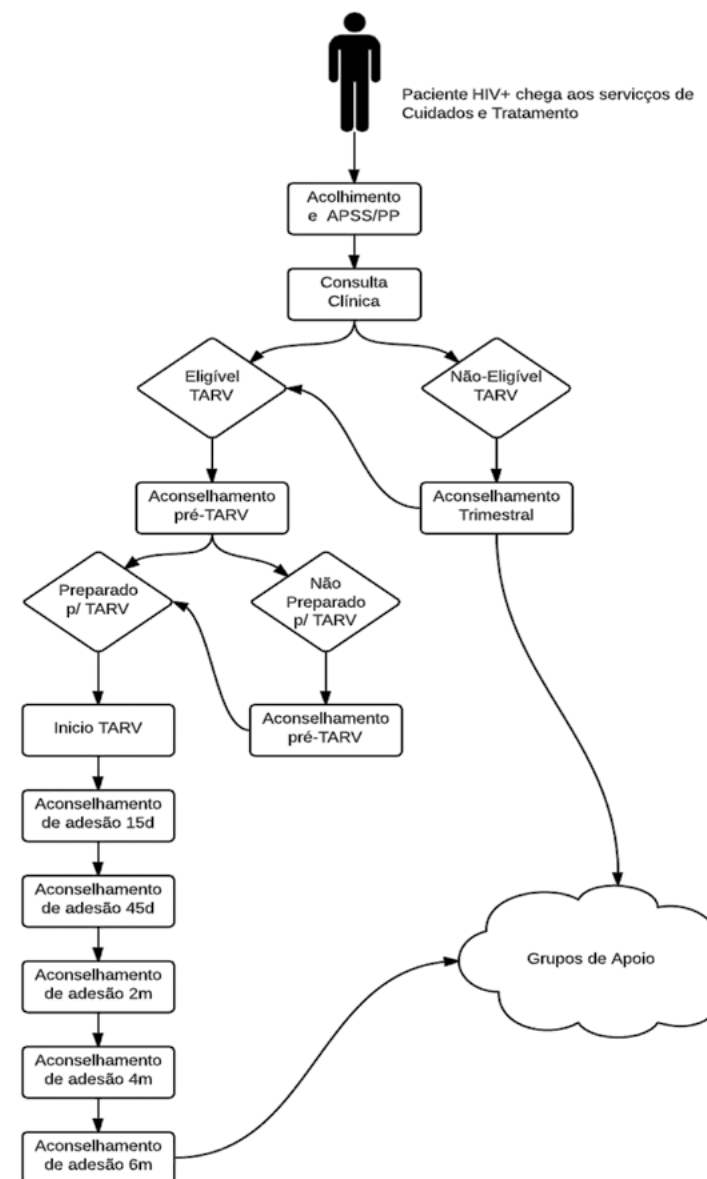 Paciente HIV+ chega aos servicços de
Cuidados e Tratamento
Acolhimento
e APSS/PP
Consulta
Clínica
Eligível
TARV
Não-Eligível
TARV
Aconselhamento
pré-TARV
Aconselhamento
Trimestral
Preparado
p/ TARV
Não
Preparado
p/ TARV
Inicio TARV
Aconselhamento
pré-TARV
Aconselhamento
de adesão 15d
Aconselhamento
de adesão 45d
Aconselhamento
de adesão 2m
Grupos de Apoio
Aconselhamento
de adesão 4m
Aconselhamento
de adesão 6m